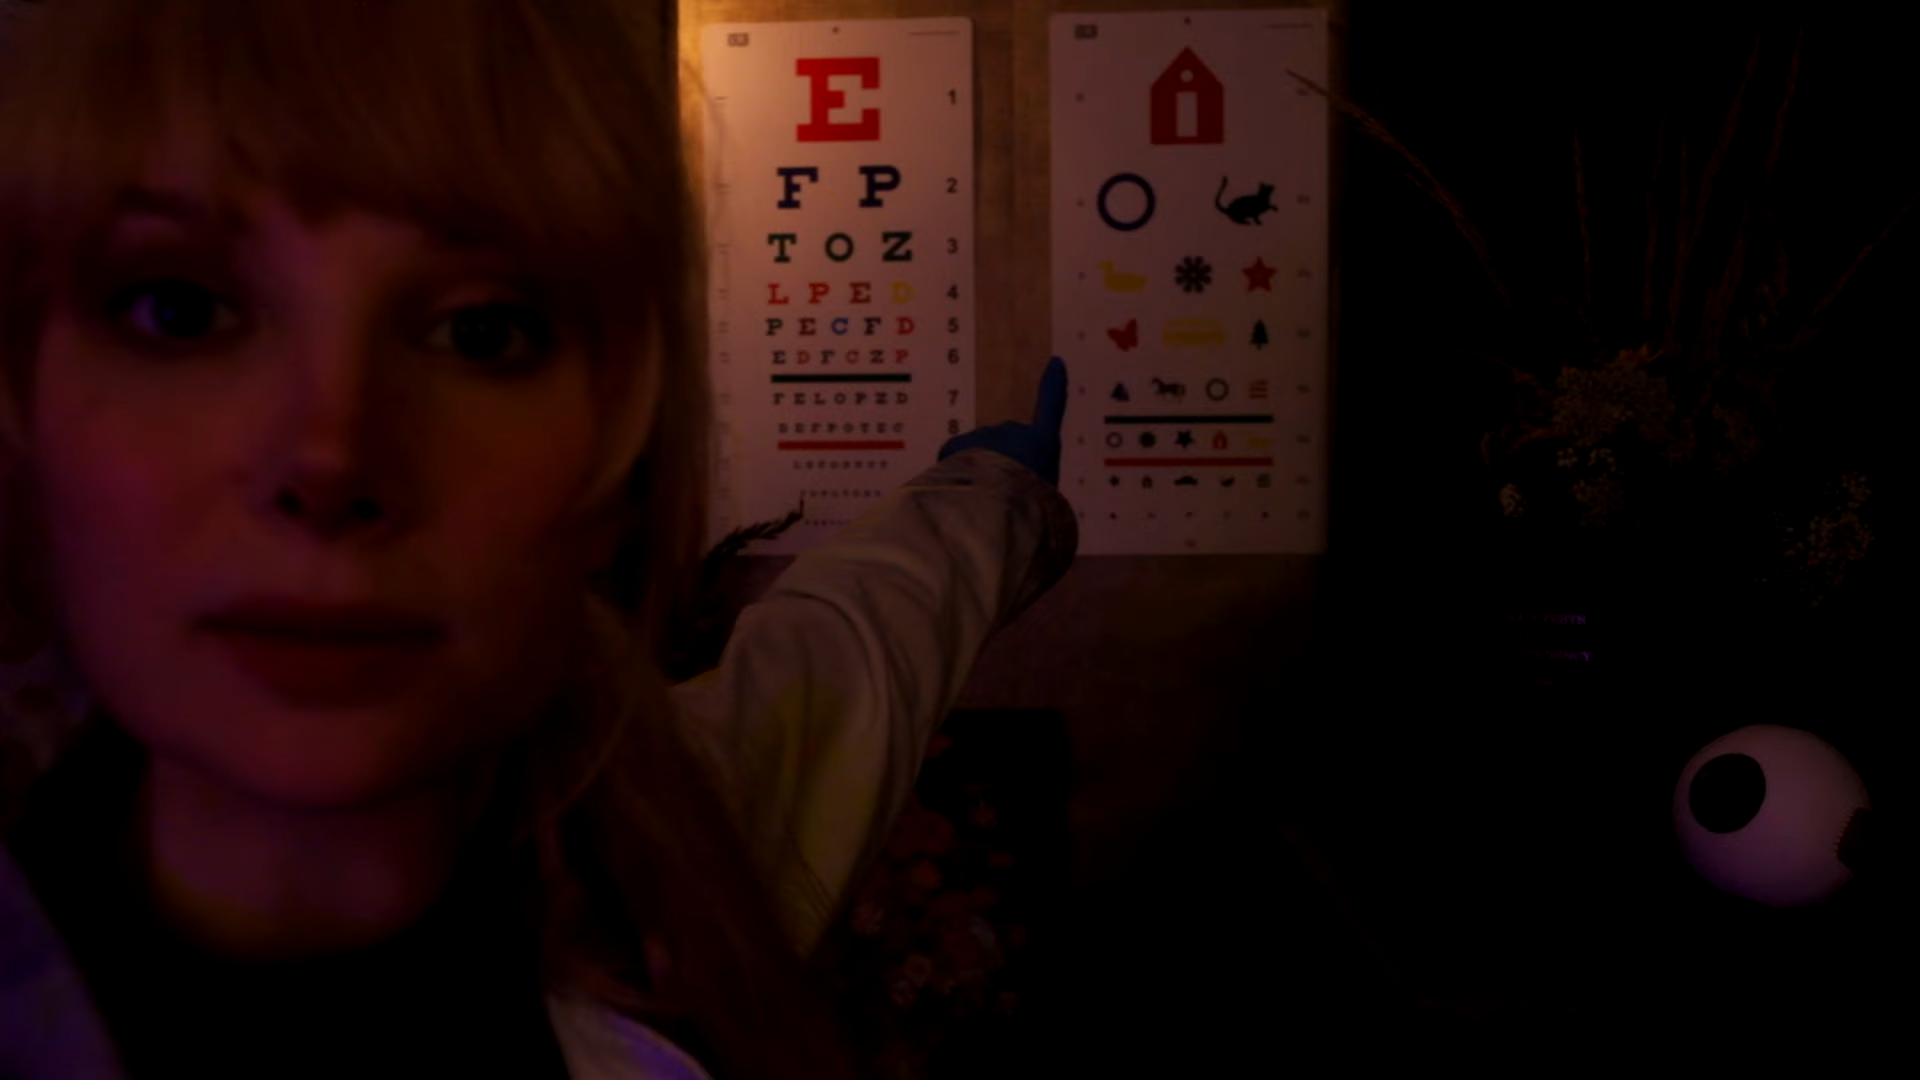 E 1
F P 2
T O Z 3
L P E D 4
P E C F D 5
E D F C Z P 6
F E L O P Z D 7
D E F P O T E C 8